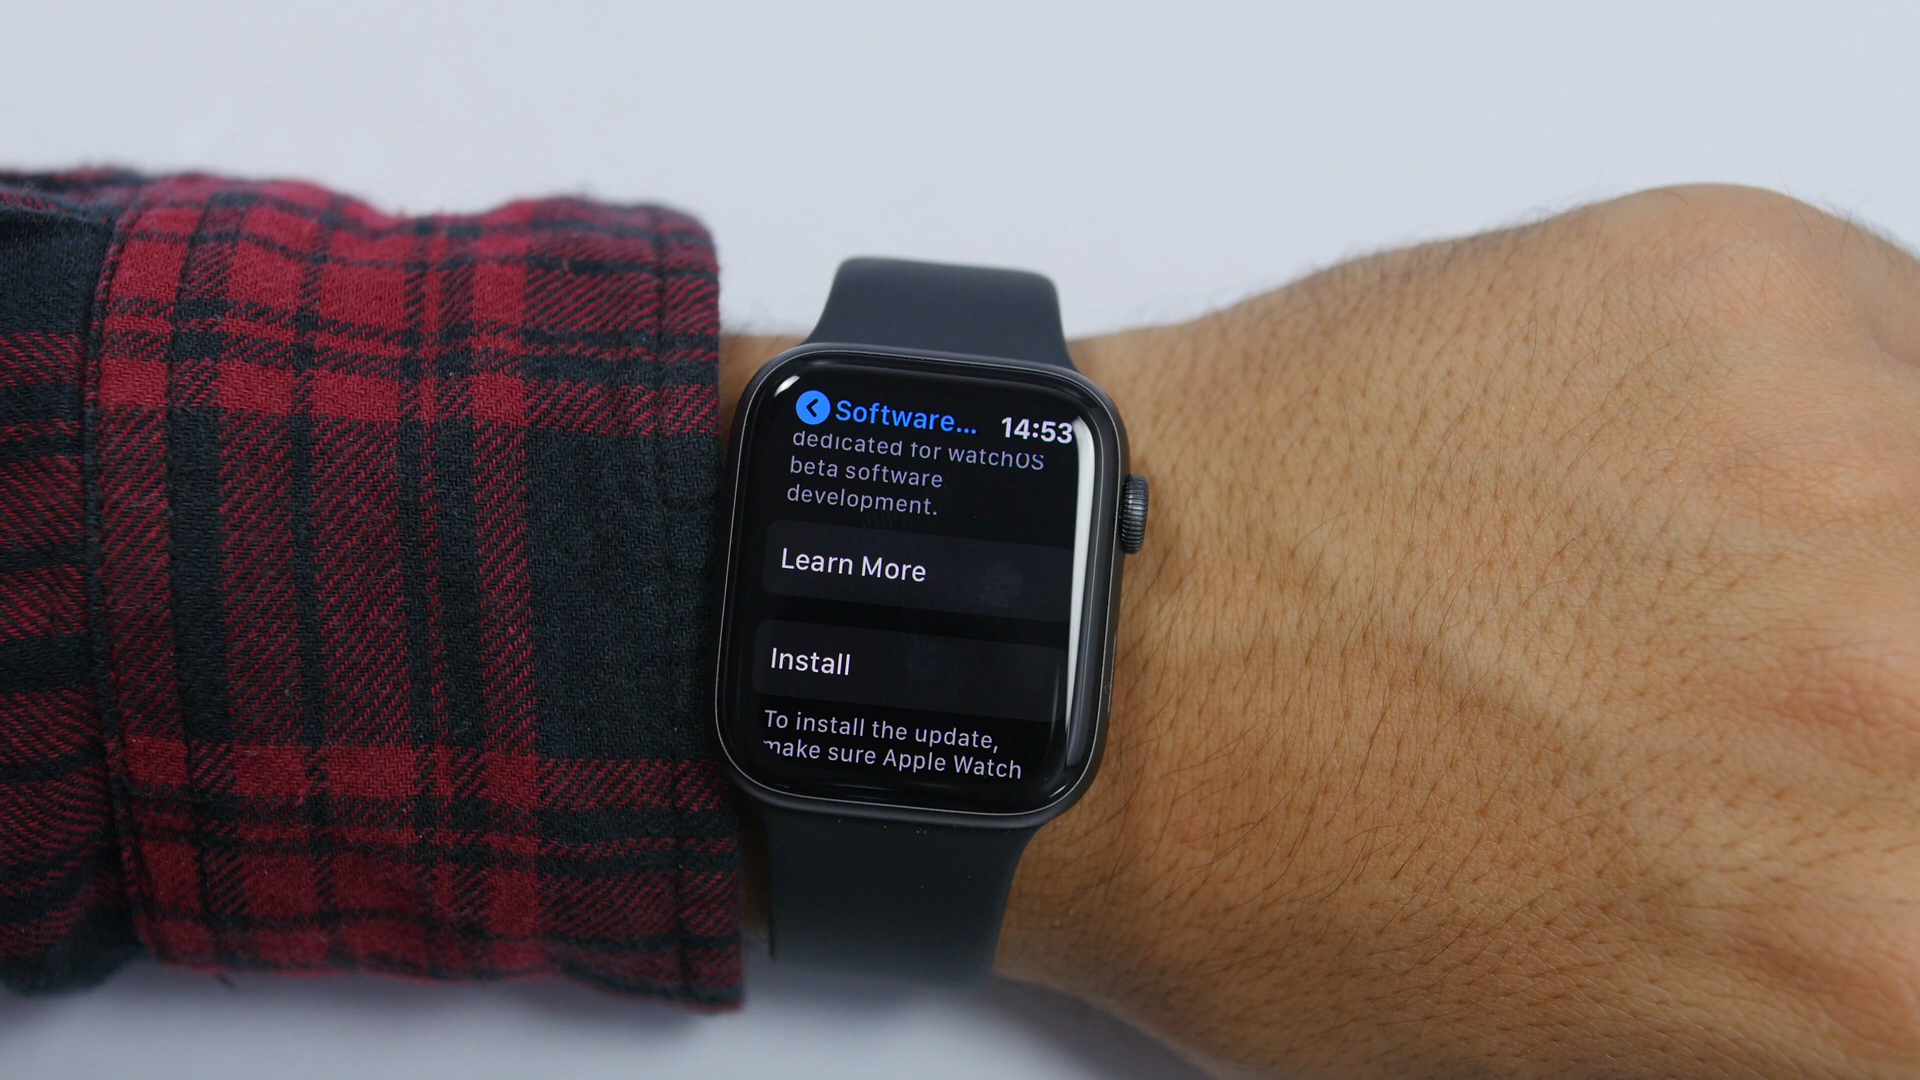 Software... 14:53
dedicated for watchOS
beta software
development.
Learn More
Install
To install the update,
make sure Apple Watch